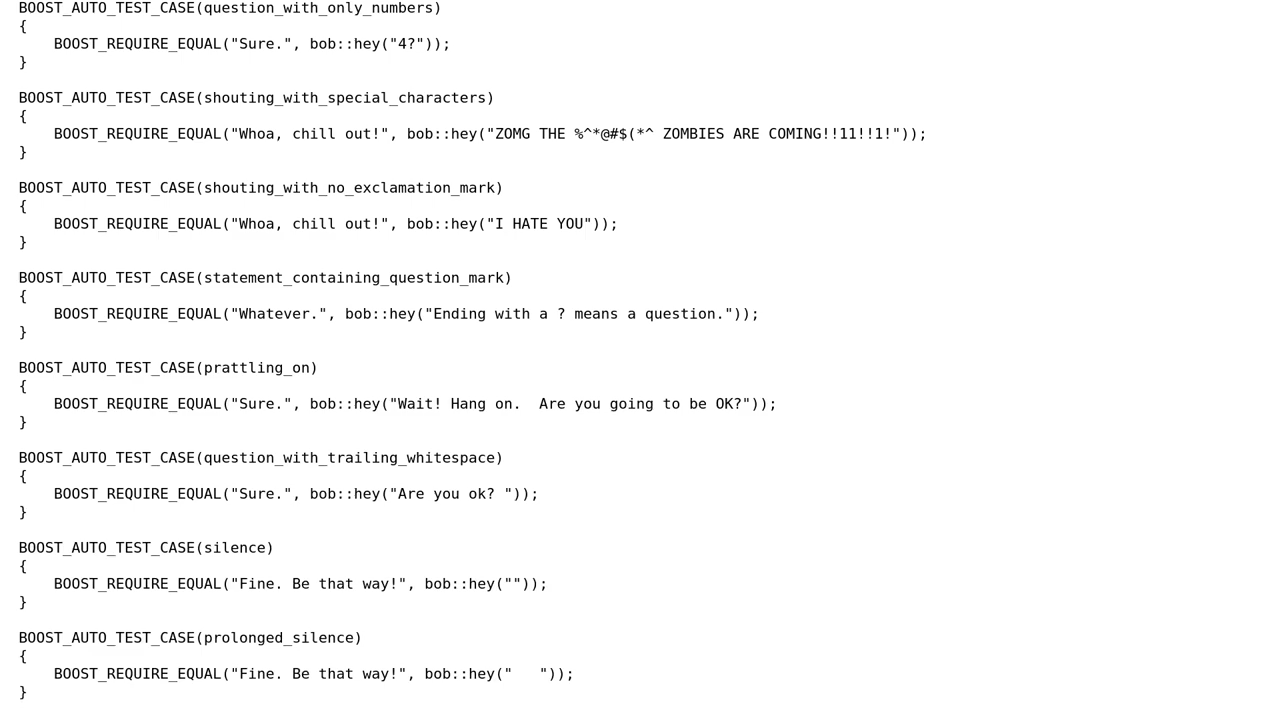 BOOST_AUTO_TEST_CASE(question_with_only_numbers)
{
    BOOST_REQUIRE_EQUAL("Sure.", bob::hey("4?"));
}

BOOST_AUTO_TEST_CASE(shouting_with_special_characters)
{
    BOOST_REQUIRE_EQUAL("Whoa, chill out!", bob::hey("ZOMG THE %^*@#$(*^ ZOMBIES ARE COMING!!11!!1!"));
}

BOOST_AUTO_TEST_CASE(shouting_with_no_exclamation_mark)
{
    BOOST_REQUIRE_EQUAL("Whoa, chill out!", bob::hey("I HATE YOU"));
}

BOOST_AUTO_TEST_CASE(statement_containing_question_mark)
{
    BOOST_REQUIRE_EQUAL("Whatever.", bob::hey("Ending with a ? means a question."));
}

BOOST_AUTO_TEST_CASE(prattling_on)
{
    BOOST_REQUIRE_EQUAL("Sure.", bob::hey("Wait! Hang on.  Are you going to be OK?"));
}

BOOST_AUTO_TEST_CASE(question_with_trailing_whitespace)
{
    BOOST_REQUIRE_EQUAL("Sure.", bob::hey("Are you ok? "));
}

BOOST_AUTO_TEST_CASE(silence)
{
    BOOST_REQUIRE_EQUAL("Fine. Be that way!", bob::hey(""));
}

BOOST_AUTO_TEST_CASE(prolonged_silence)
{
    BOOST_REQUIRE_EQUAL("Fine. Be that way!", bob::hey("   "));
}